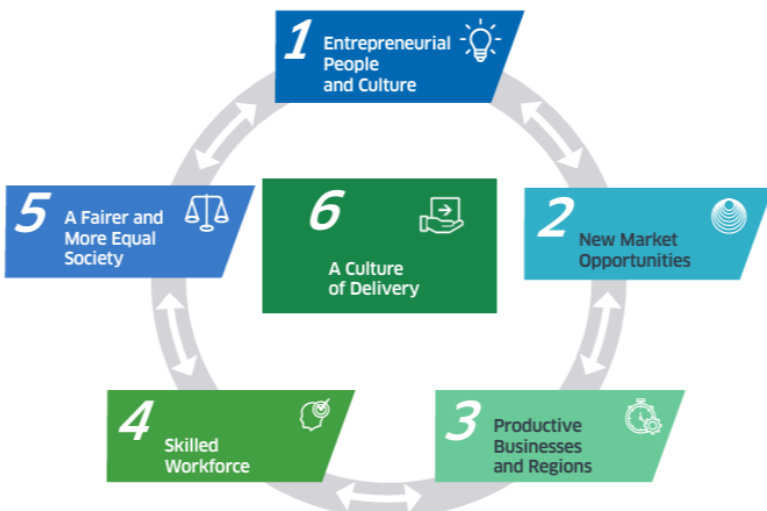 1
Entrepreneurial
People
and Culture
5
A Fairer and
More Equal
Society
6
A Culture
of Delivery
2
New Market
Opportunities
4
Skilled
Workforce
3
Productive
Businesses
and Regions